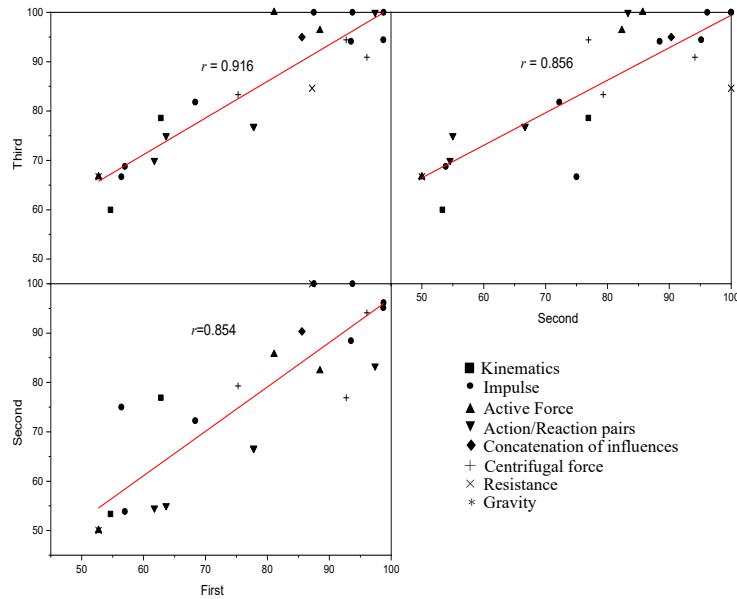 100
90
80
70
60
50
Third
r = 0.916
r = 0.856
50
60
70
80
90
100
Second
100
90
80
70
60
50
Second
r=0.854
50
60
70
80
90
100
First
Kinematics
Impulse
Active Force
Action/Reaction pairs
Concatenation of influences
Centrifugal force
Resistance
Gravity